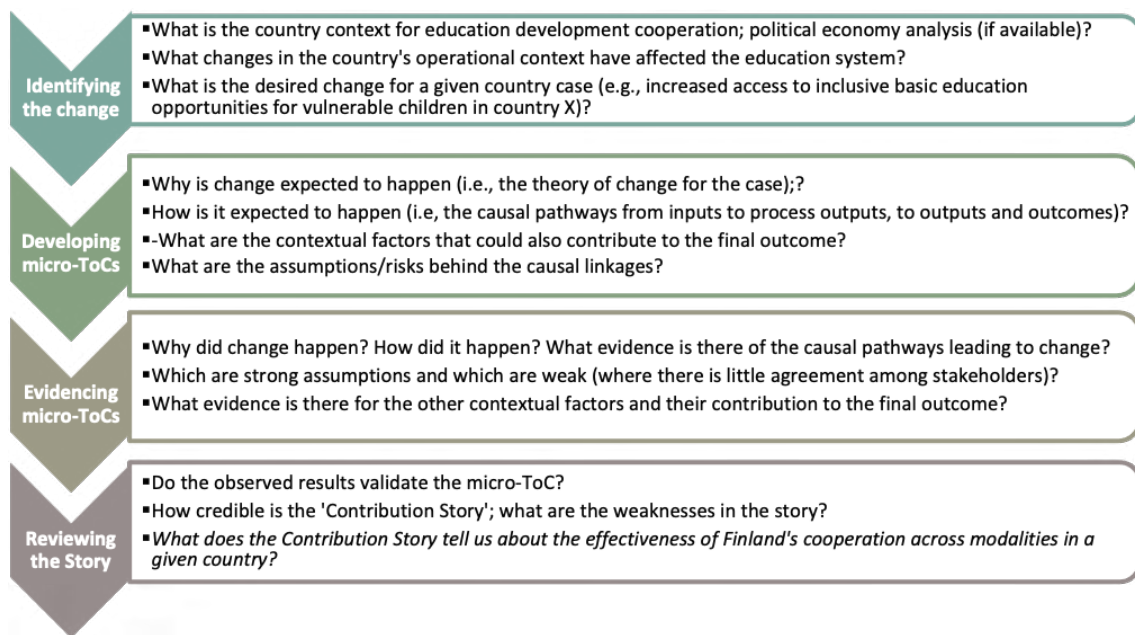 Identifying
the change
▪What is the country context for education development cooperation; political economy analysis (if available)?
▪What changes in the country's operational context have affected the education system?
▪What is the desired change for a given country case (e.g., increased access to inclusive basic education
opportunities for vulnerable children in country X)?
Developing
micro-ToCs
▪Why is change expected to happen (i.e., the theory of change for the case);?
▪How is it expected to happen (i.e, the causal pathways from inputs to process outputs, to outputs and outcomes)?
▪-What are the contextual factors that could also contribute to the final outcome?
▪What are the assumptions/risks behind the causal linkages?
Evidencing
micro-ToCs
▪Why did change happen? How did it happen? What evidence is there of the causal pathways leading to change?
▪Which are strong assumptions and which are weak (where there is little agreement among stakeholders)?
▪What evidence is there for the other contextual factors and their contribution to the final outcome?
Reviewing
the Story
▪Do the observed results validate the micro-ToC?
▪How credible is the 'Contribution Story'; what are the weaknesses in the story?
▪What does the Contribution Story tell us about the effectiveness of Finland's cooperation across modalities in a
given country?